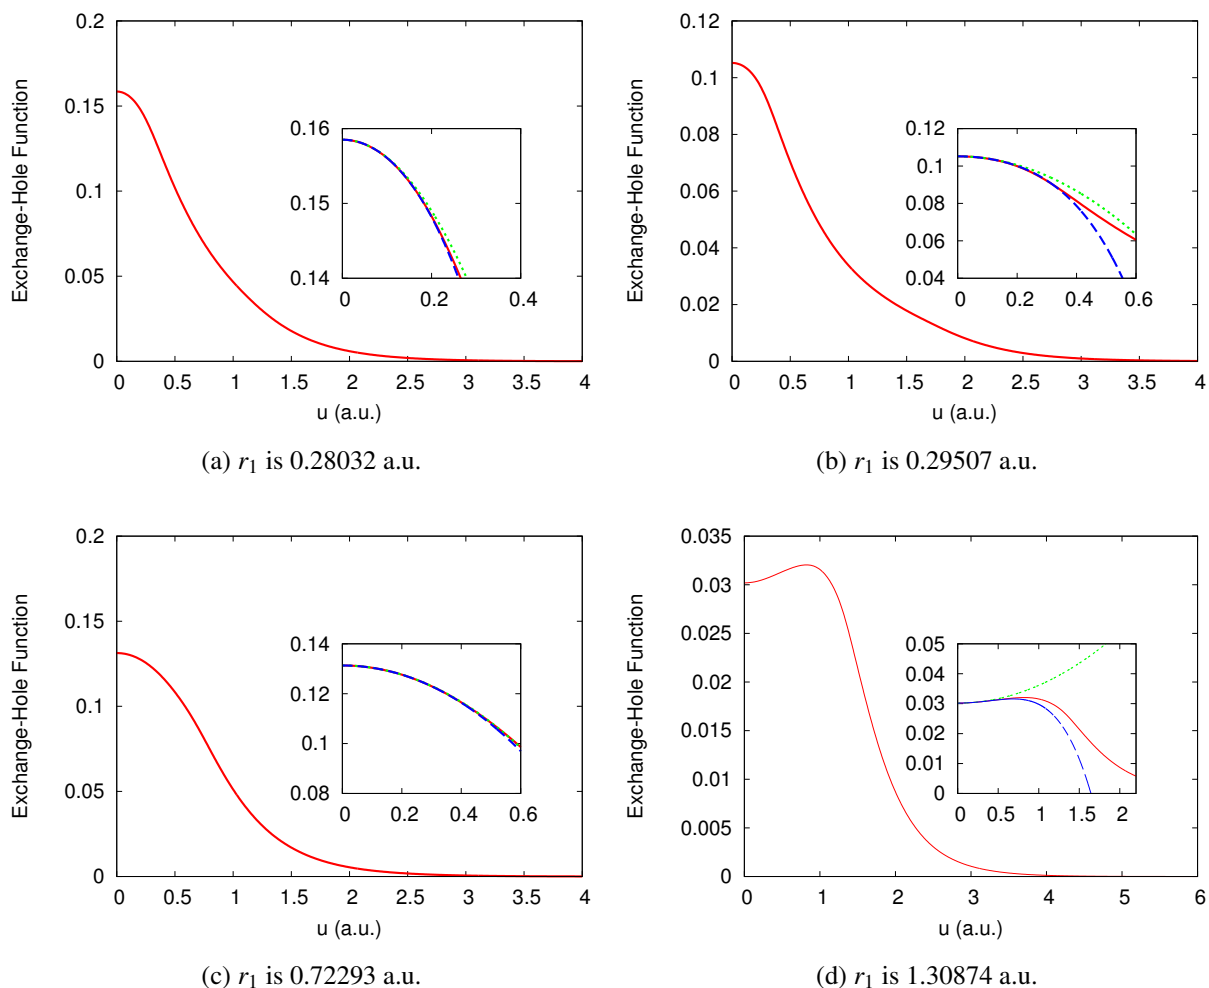 0.2
0.15
0.1
0.05
0
Exchange-Hole Function
0.16
0.15
0.14
0 0.2 0.4
0 0.5 1 1.5 2 2.5 3 3.5 4
u (a.u.)
(a) r1 is 0.28032 a.u.
0.12
0.1
0.08
0.06
0.04
0.02
0
Exchange-Hole Function
0.12
0.1
0.08
0.06
0.04
0 0.2 0.4 0.6
0 0.5 1 1.5 2 2.5 3 3.5 4
u (a.u.)
(b) r1 is 0.29507 a.u.
0.2
0.15
0.1
0.05
0
Exchange-Hole Function
0.14
0.12
0.1
0.08
0 0.2 0.4 0.6
0 0.5 1 1.5 2 2.5 3 3.5 4
u (a.u.)
(c) r1 is 0.72293 a.u.
0.035
0.03
0.025
0.02
0.015
0.01
0.005
0
Exchange-Hole Function
0.05
0.04
0.03
0.02
0.01
0
0 0.5 1 1.5 2
0 1 2 3 4 5 6
u (a.u.)
(d) r1 is 1.30874 a.u.